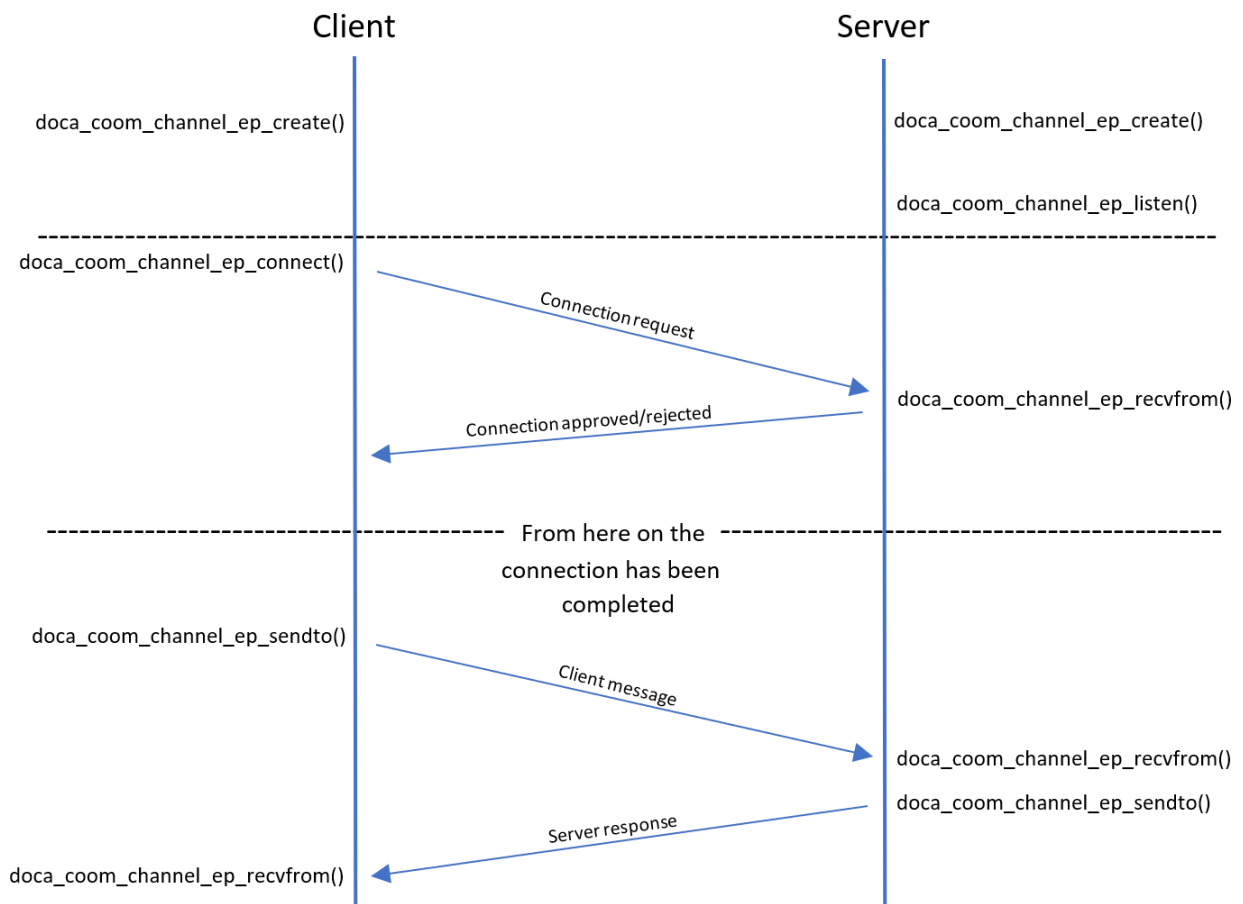 Client
Server
doca_coom_channel_ep_create()
doca_coom_channel_ep_create()
doca_coom_channel_ep_listen()
doca_coom_channel_ep_connect()
Connection request
doca_coom_channel_ep_recvfrom()
Connection approved/rejected
From here on the
connection has been
completed
doca_coom_channel_ep_sendto()
Client message
doca_coom_channel_ep_recvfrom()
doca_coom_channel_ep_sendto()
Server response
doca_coom_channel_ep_recvfrom()